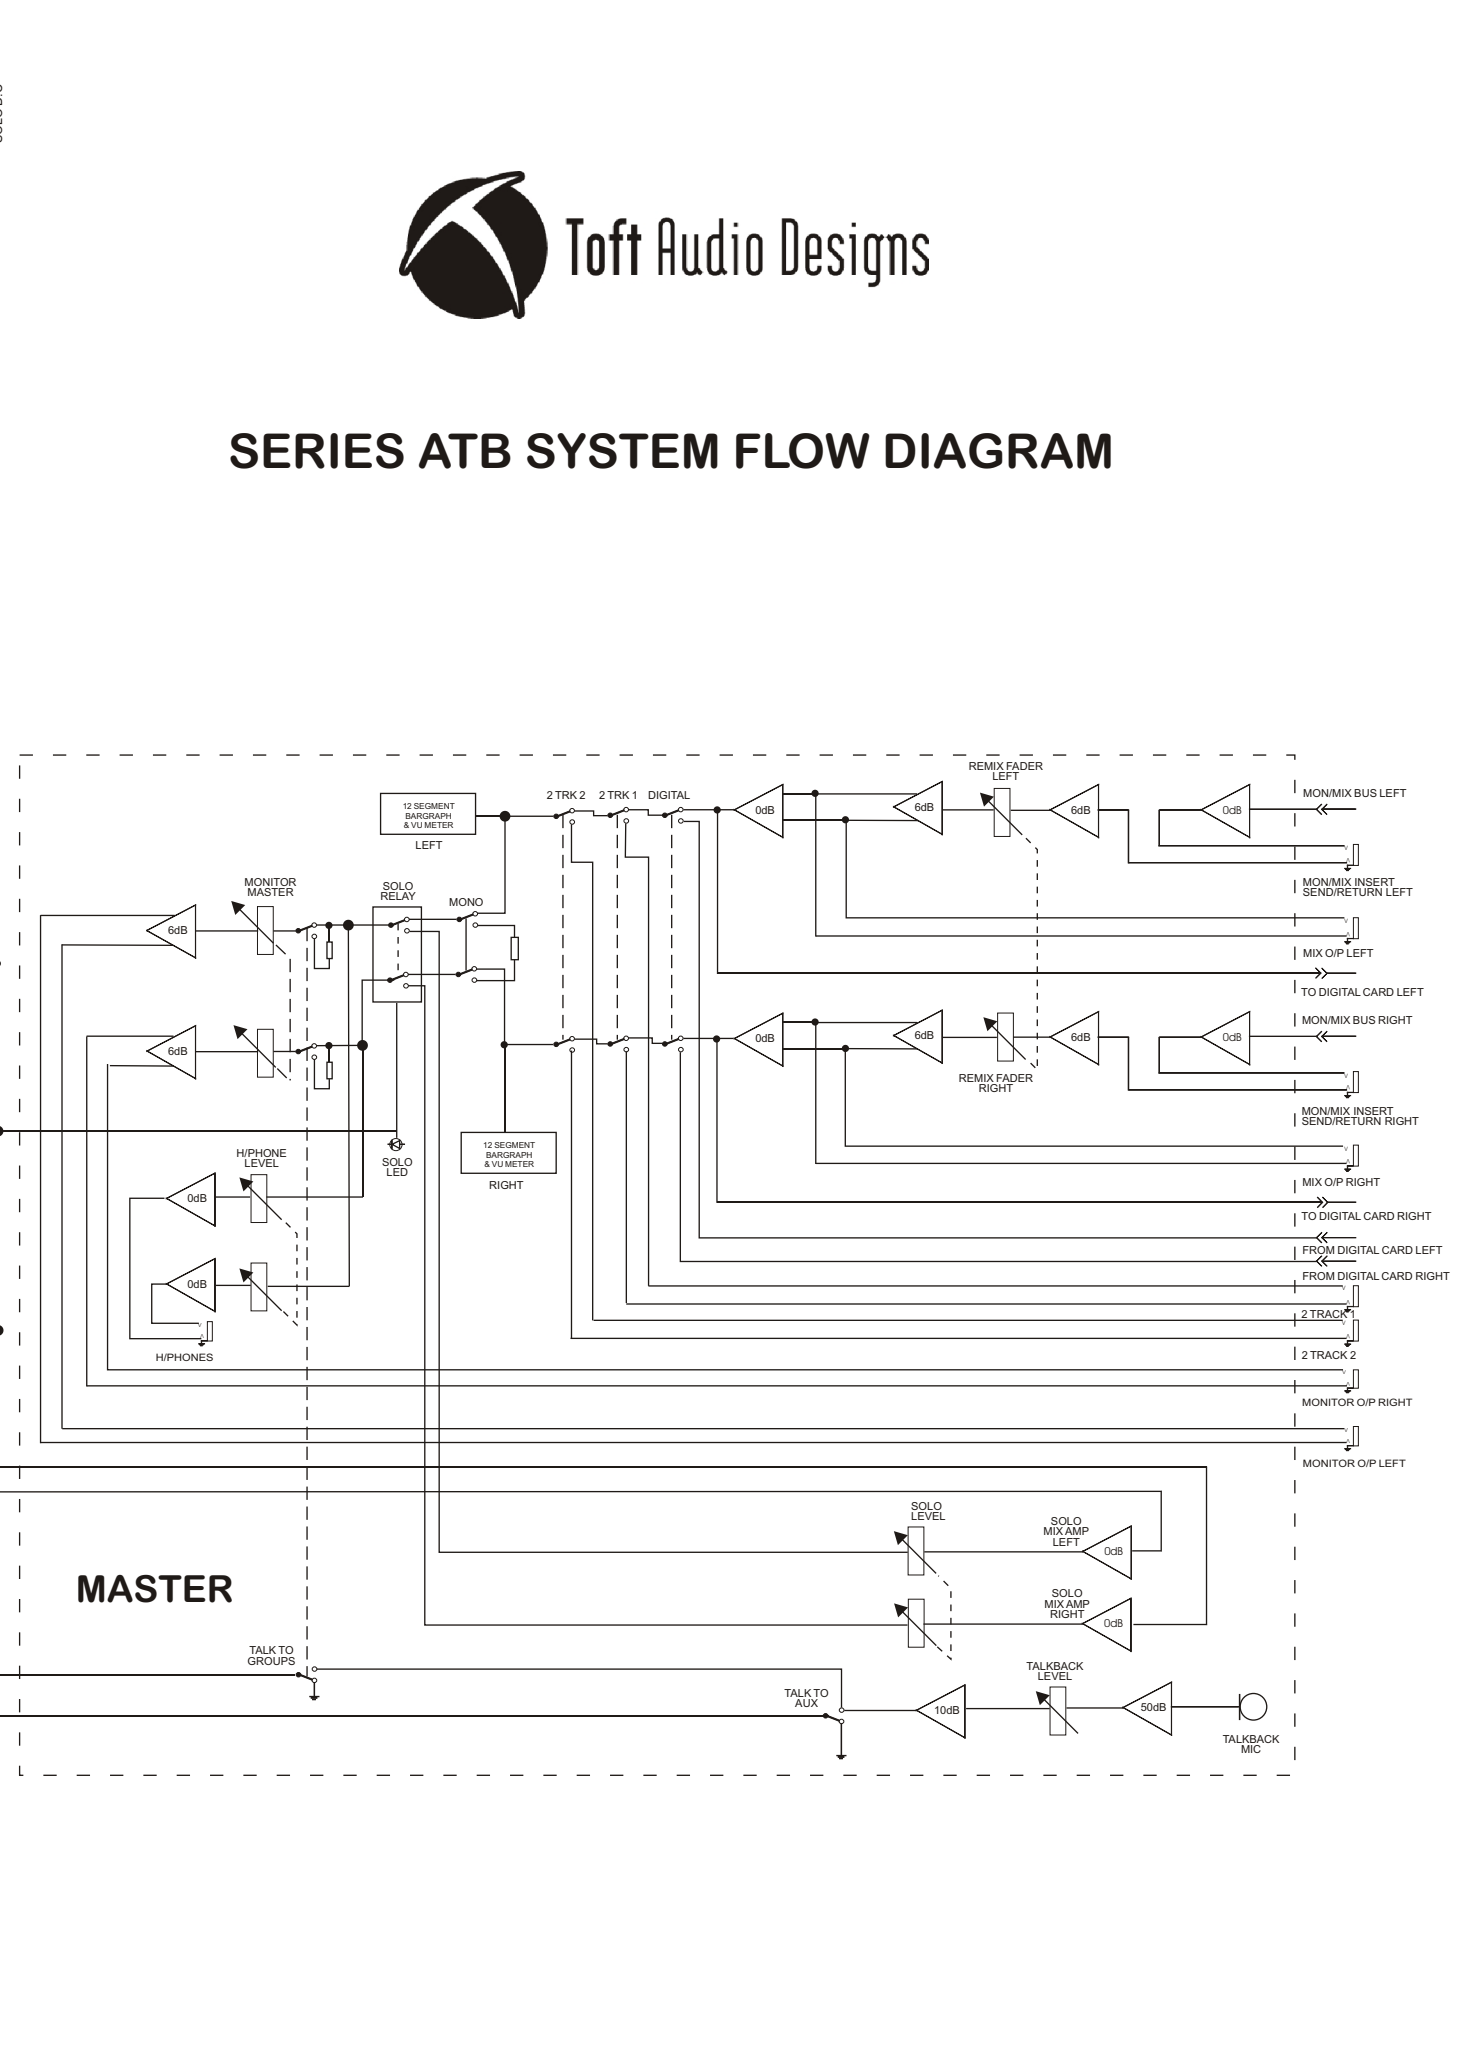 Toft Audio Designs
SERIES ATB SYSTEM FLOW DIAGRAM
REMIX FADER
LEFT
12 SEGMENT
BARGRAPH
& VU METER
LEFT
2 TRK 2
2 TRK 1
DIGITAL
0dB
6dB
6dB
0dB
MON/MIX BUS LEFT
MON/MIX INSERT
SEND/RETURN LEFT
MONITOR
MASTER
SOLO
RELAY
MONO
6dB
MIX O/P LEFT
TO DIGITAL CARD LEFT
MON/MIX BUS RIGHT
6dB
0dB
6dB
6dB
0dB
REMIX FADER
RIGHT
MON/MIX INSERT
SEND/RETURN RIGHT
12 SEGMENT
BARGRAPH
& VU METER
RIGHT
SOLO
LED
H/PHONE
LEVEL
0dB
MIX O/P RIGHT
TO DIGITAL CARD RIGHT
FROM DIGITAL CARD LEFT
0dB
FROM DIGITAL CARD RIGHT
2 TRACK 1
H/PHONES
2 TRACK 2
MONITOR O/P RIGHT
MONITOR O/P LEFT
SOLO
LEVEL
SOLO
MIX AMP
LEFT
0dB
MASTER
SOLO
MIX AMP
RIGHT
0dB
TALK TO
GROUPS
TALKBACK
LEVEL
TALK TO
AUX
10dB
50dB
TALKBACK
MIC